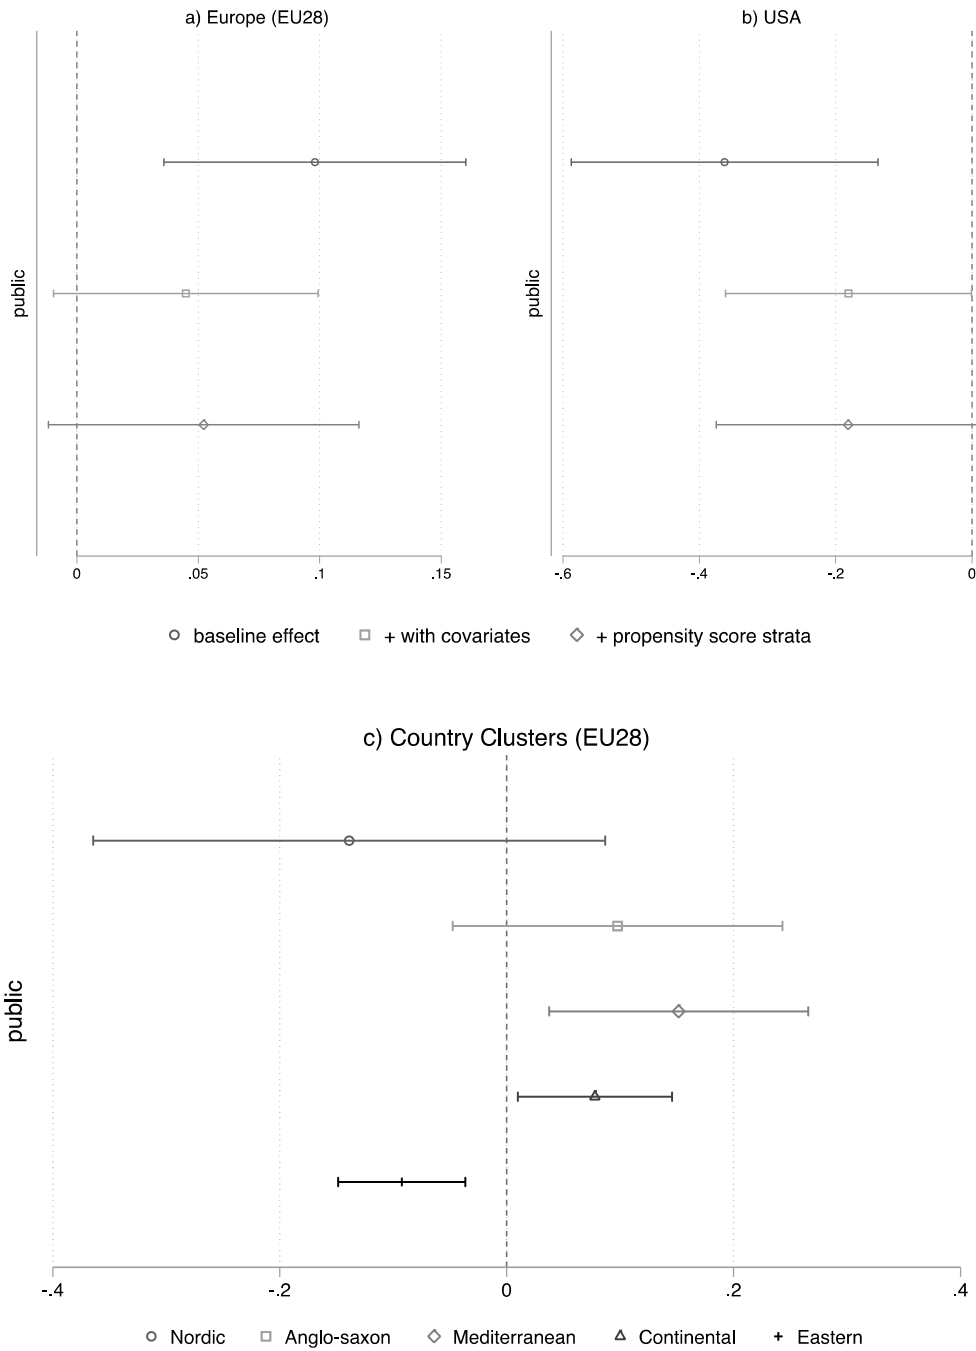 a) Europe (EU28)
b) USA
public
public
0 .05 .1 .15
-.6 -.4 -.2 0
baseline effect + with covariates + propensity score strata
c) Country Clusters (EU28)
public
-.4 -.2 0 .2 .4
Nordic Anglo-saxon Mediterranean Continental Eastern